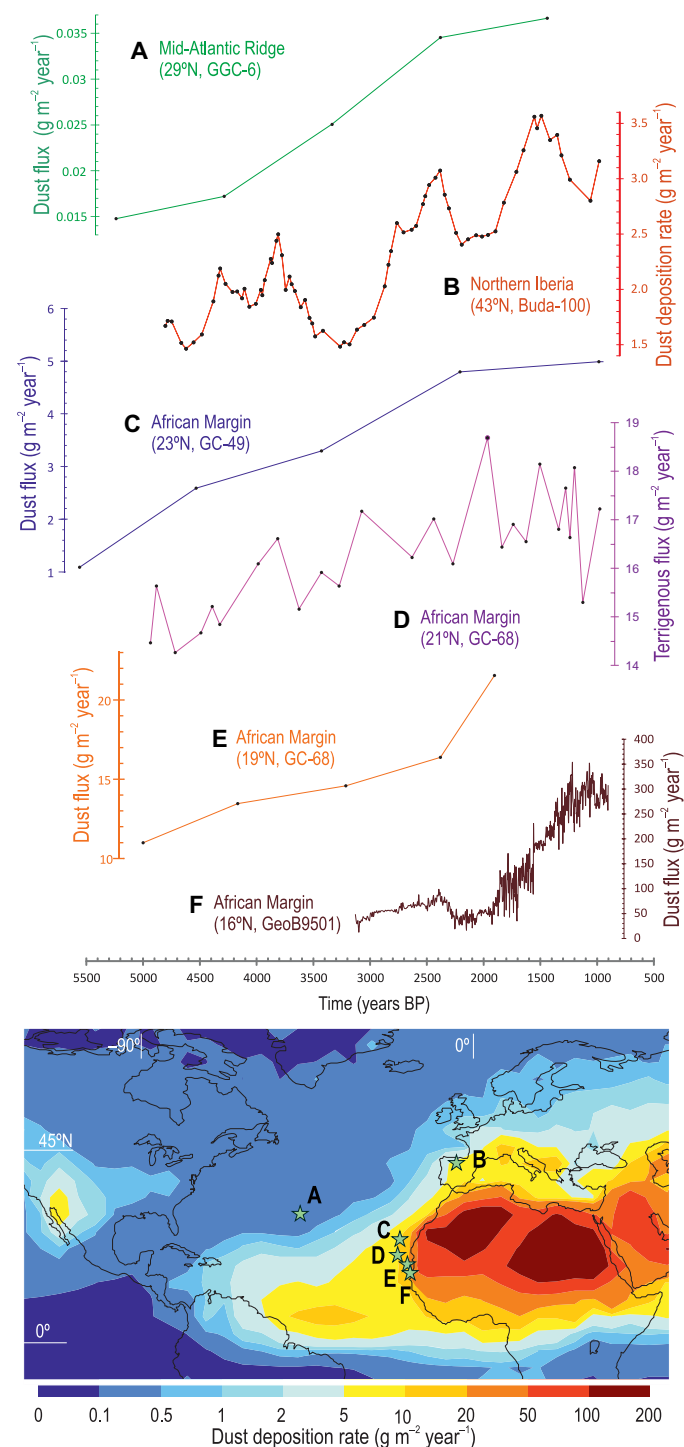 0.035
0.03
0.025
0.02
0.015
Dust flux (g m⁻² year⁻¹)
A Mid-Atlantic Ridge
(29ºN, GGC-6)
3.5
3.0
2.5
2.0
1.5
Dust deposition rate (g m⁻² year⁻¹)
B Northern Iberia
(43ºN, Buda-100)
6
5
4
3
2
1
Dust flux (g m⁻² year⁻¹)
C African Margin
(23ºN, GC-49)
19
18
17
16
15
14
Terrigenous flux (g m⁻² year⁻¹)
D African Margin
(21ºN, GC-68)
20
15
10
Dust flux (g m⁻² year⁻¹)
E African Margin
(19ºN, GC-68)
400
350
300
250
200
150
100
50
0
Dust flux (g m⁻² year⁻¹)
F African Margin
(16ºN, GeoB9501)
5500 5000 4500 4000 3500 3000 2500 2000 1500 1000 500
Time (years BP)
–90º 0º
45ºN
B
A
C
D
E
F
0º
0 0.1 0.5 1 2 5 10 20 50 100 200
Dust deposition rate (g m⁻² year⁻¹)